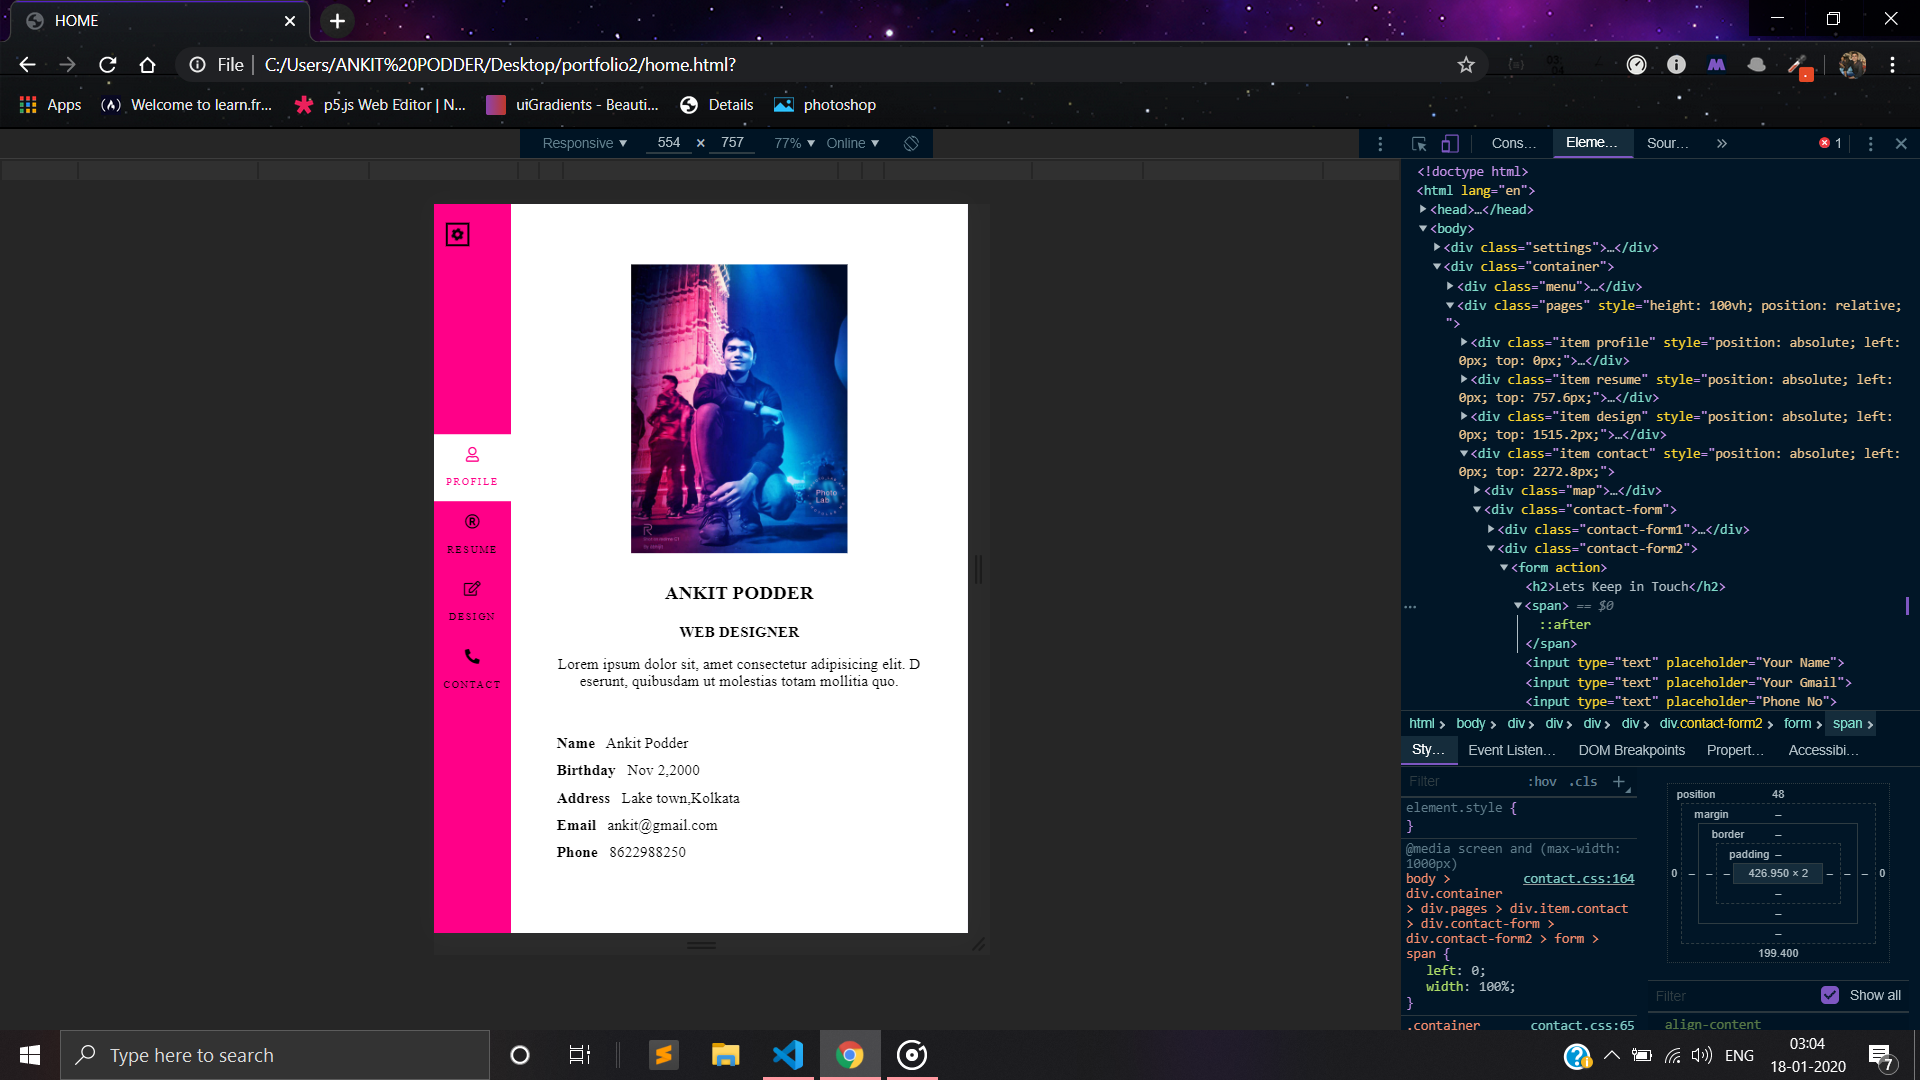 HOME
File
C:/Users/ANKIT%20PODDER/Desktop/portfolio2/home.html?
Apps
Welcome to learn.fr...
p5.js Web Editor | N...
uiGradients - Beauti...
Details
photoshop
Responsive
554 × 757
77%
Online
Cons...
Eleme...
Sour...
»
1
PROFILE
RESUME
DESIGN
CONTACT
Photo
Lab
ANKIT PODDER
WEB DESIGNER
Lorem ipsum dolor sit, amet consectetur adipisicing elit. D
eserunt, quibusdam ut molestias totam mollitia quo.
Name Ankit Podder
Birthday Nov 2,2000
Address Lake town,Kolkata
Email ankit@gmail.com
Phone 8622988250
<!doctype html>
<html lang="en">
<head>…</head>
<body>
<div class="settings">…</div>
<div class="container">
<div class="menu">…</div>
<div class="pages" style="height: 100vh; position: relative;
">
<div class="item profile" style="position: absolute; left:
0px; top: 0px;">…</div>
<div class="item resume" style="position: absolute; left:
0px; top: 757.6px;">…</div>
<div class="item design" style="position: absolute; left:
0px; top: 1515.2px;">…</div>
<div class="item contact" style="position: absolute; left:
0px; top: 2272.8px;">
<div class="map">…</div>
<div class="contact-form">
<div class="contact-form1">…</div>
<div class="contact-form2">
<form action>
<h2>Lets Keep in Touch</h2>
<span> == $0
::after
</span>
<input type="text" placeholder="Your Name">
<input type="text" placeholder="Your Gmail">
<input type="text" placeholder="Phone No">
html body div div div div div.contact-form2 form span
Sty... Event Listen... DOM Breakpoints Propert... Accessibi...
Filter :hov .cls +
element.style {
}
@media screen and (max-width:
1000px)
body > contact.css:164
div.container
> div.pages > div.item.contact
> div.contact-form >
div.contact-form2 > form >
span {
left: 0;
width: 100%;
}
.container contact.css:65
position 48
margin –
border –
padding –
0 – – – 426.950 × 2 – – – 0
–
–
–
199.400
Filter
Show all
align-content
Type here to search
ENG
03:04
18-01-2020
7